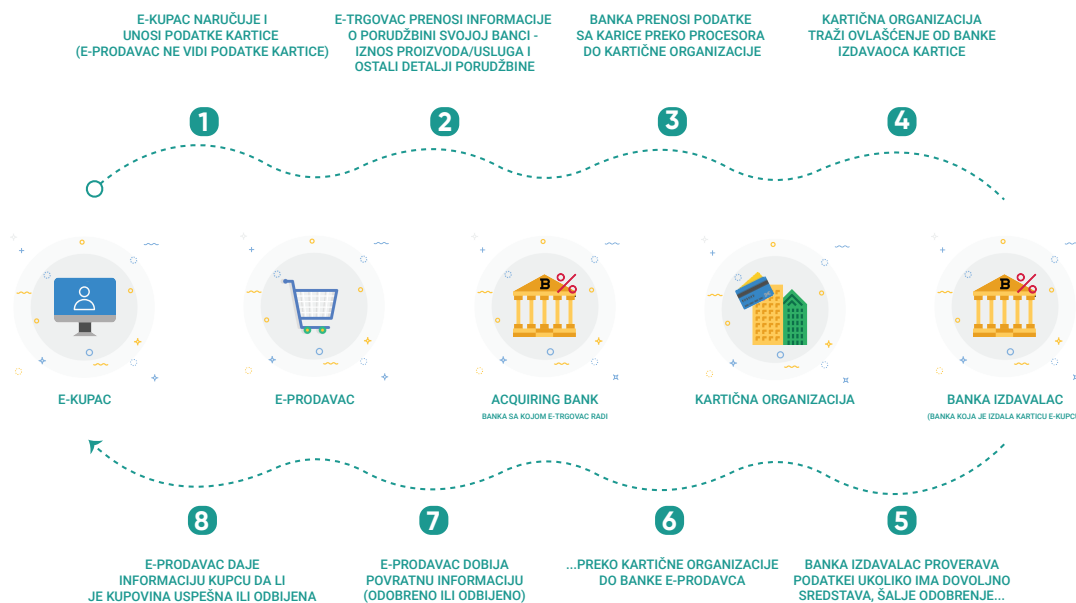 E-KUPAC NARUČUJE I
UNOSI PODATKE KARTICE
(E-PRODAVAC NE VIDI PODATKE KARTICE)
E-TRGOVAC PRENOSI INFORMACIJE
O PORUDŽBINI SVOJOJ BANCI -
IZNOS PROIZVODA/USLUGA I
OSTALI DETALJI PORUDŽBINE
BANKA PRENOSI PODATKE
SA KARICE PREKO PROCESORA
DO KARTIČNE ORGANIZACIJE
KARTIČNA ORGANIZACIJA
TRAŽI OVLAŠĆENJE OD BANKE
IZDAVAOCA KARTICE
1
2
3
4
B
%
B
%
E-KUPAC
E-PRODAVAC
ACQUIRING BANK
BANKA SA KOJOM E-TRGOVAC RADI
KARTIČNA ORGANIZACIJA
BANKA IZDAVALAC
(BANKA KOJA JE IZDALA KARTICU E-KUPCU
8
7
6
5
E-PRODAVAC DAJE
INFORMACIJU KUPCU DA LI
JE KUPOVINA USPEŠNA ILI ODBIJENA
E-PRODAVAC DOBIJA
POVRATNU INFORMACIJU
(ODOBRENO ILI ODBIJENO)
...PREKO KARTIČNE ORGANIZACIJE
DO BANKE E-PRODAVCA
BANKA IZDAVALAC PROVERAVA
PODATKEI UKOLIKO IMA DOVOLJNO
SREDSTAVA, ŠALJE ODOBRENJE...